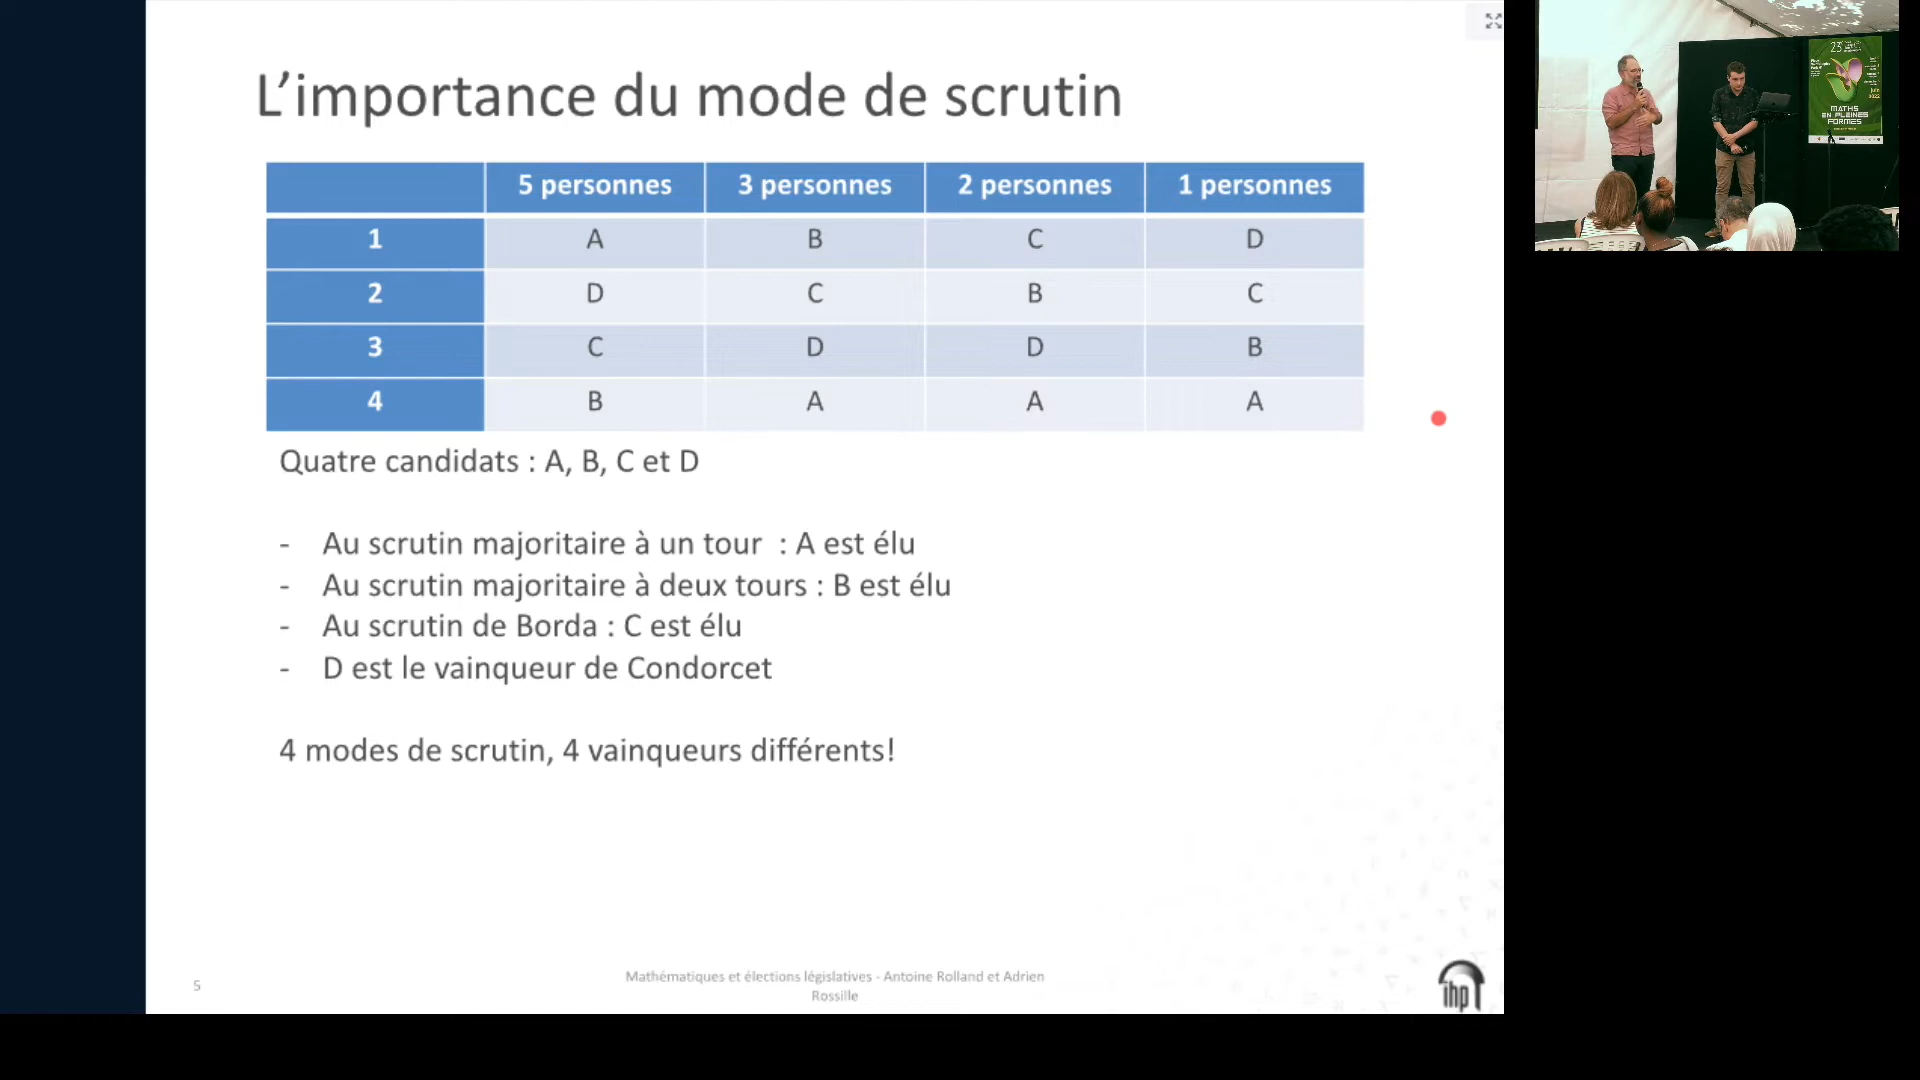 L'importance du mode de scrutin
5 personnes 3 personnes 2 personnes 1 personnes
1 A B C D
2 D C B C
3 C D D B
4 B A A A
Quatre candidats : A, B, C et D
- Au scrutin majoritaire à un tour : A est élu
- Au scrutin majoritaire à deux tours : B est élu
- Au scrutin de Borda : C est élu
- D est le vainqueur de Condorcet
4 modes de scrutin, 4 vainqueurs différents!
5
Mathématiques et élections législatives - Antoine Rolland et Adrien
Rossille
ihp
23e
juin
2022
MATHS
EN PLEINES
FORMES